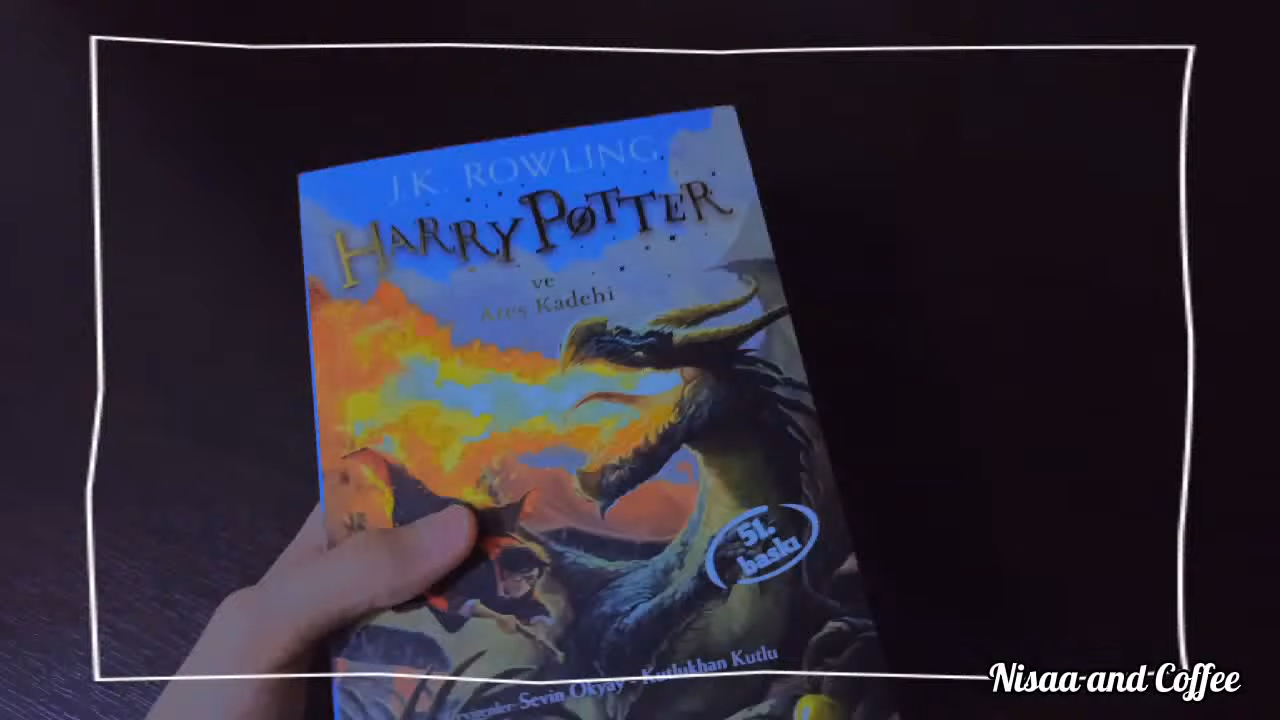 J.K. ROWLING
HARRY POTTER
ve
Ateş Kadehi
51.
baskı
Sevin Okyay - Kutlukhan Kutlu
Nisaa and Coffee